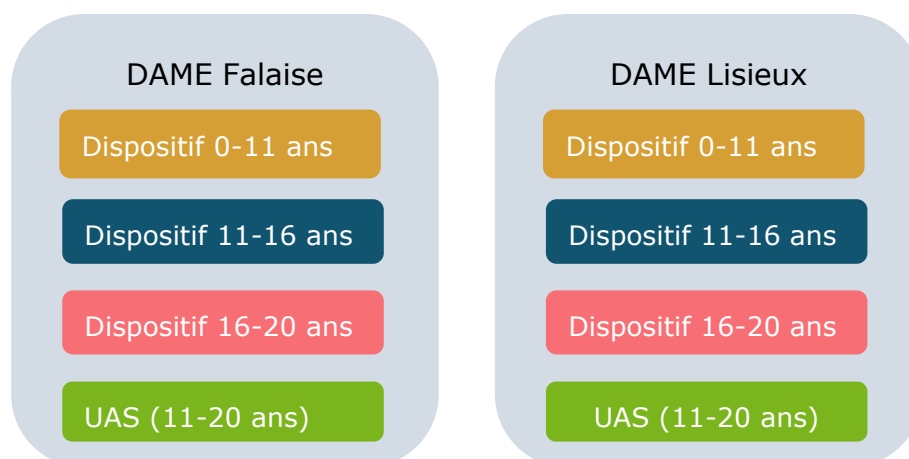 DAME Falaise
Dispositif 0-11 ans
Dispositif 11-16 ans
Dispositif 16-20 ans
UAS (11-20 ans)
DAME Lisieux
Dispositif 0-11 ans
Dispositif 11-16 ans
Dispositif 16-20 ans
UAS (11-20 ans)